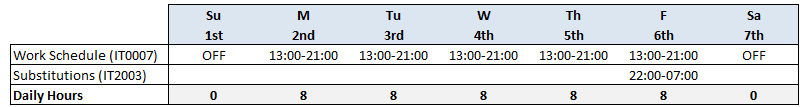 Su M Tu W Th F Sa
1st 2nd 3rd 4th 5th 6th 7th
Work Schedule (IT0007) OFF 13:00-21:00 13:00-21:00 13:00-21:00 13:00-21:00 13:00-21:00 OFF
Substitutions (IT2003) 22:00-07:00
Daily Hours 0 8 8 8 8 8 0